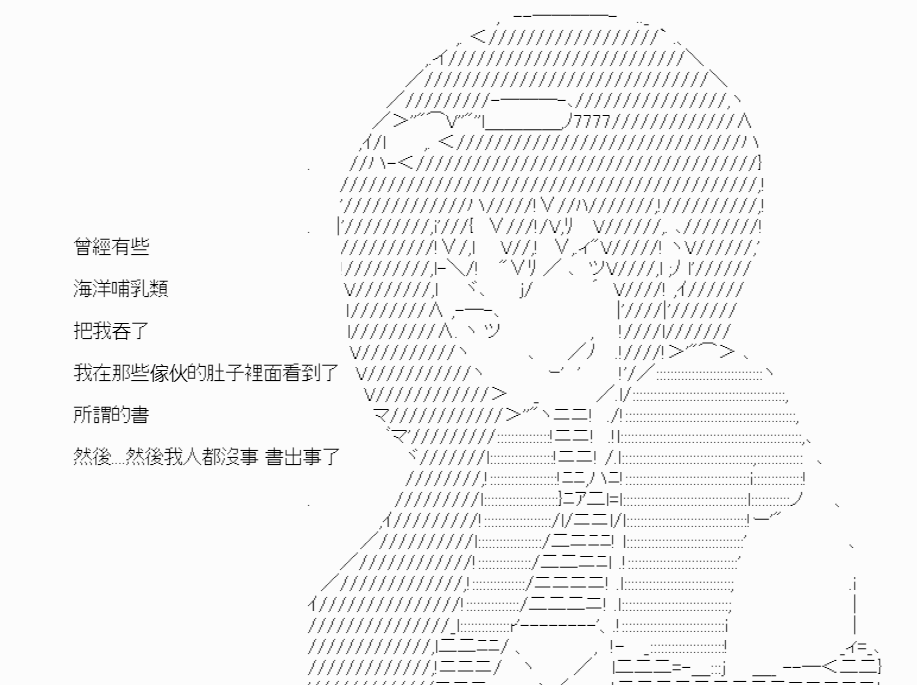 曾經有些
海洋哺乳類
把我吞了
我在那些傢伙的肚子裡面看到了
所謂的書
然後....然後我人都沒事 書出事了